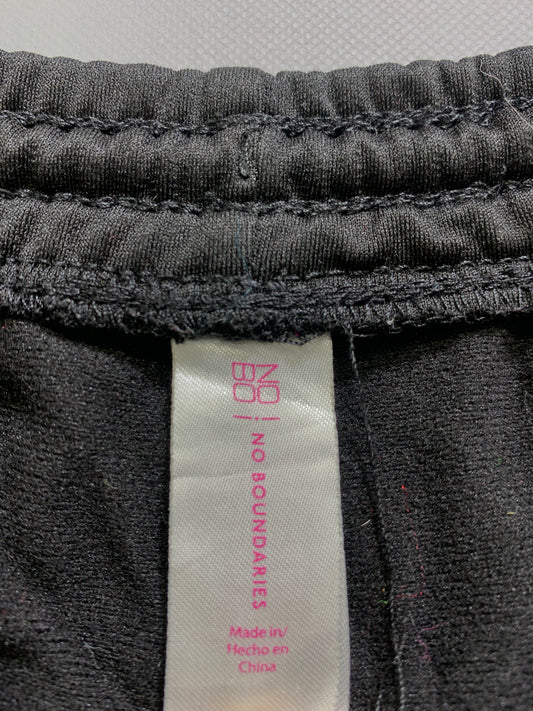 NO
BO
NO BOUNDARIES
Made in/
Hecho en
China